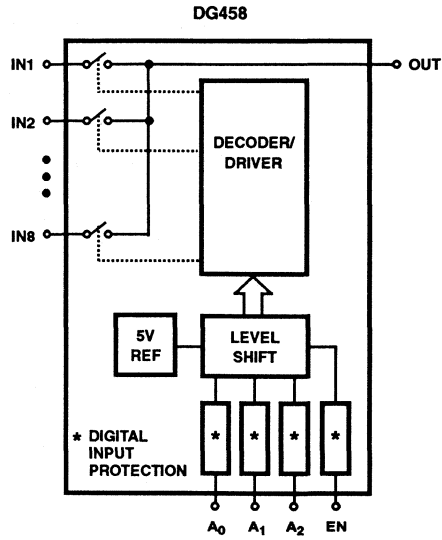 DG458
IN1
OUT
IN2
DECODER/
DRIVER
IN8
5V
REF
LEVEL
SHIFT
* * * *
* DIGITAL
INPUT
PROTECTION
A0 A1 A2 EN